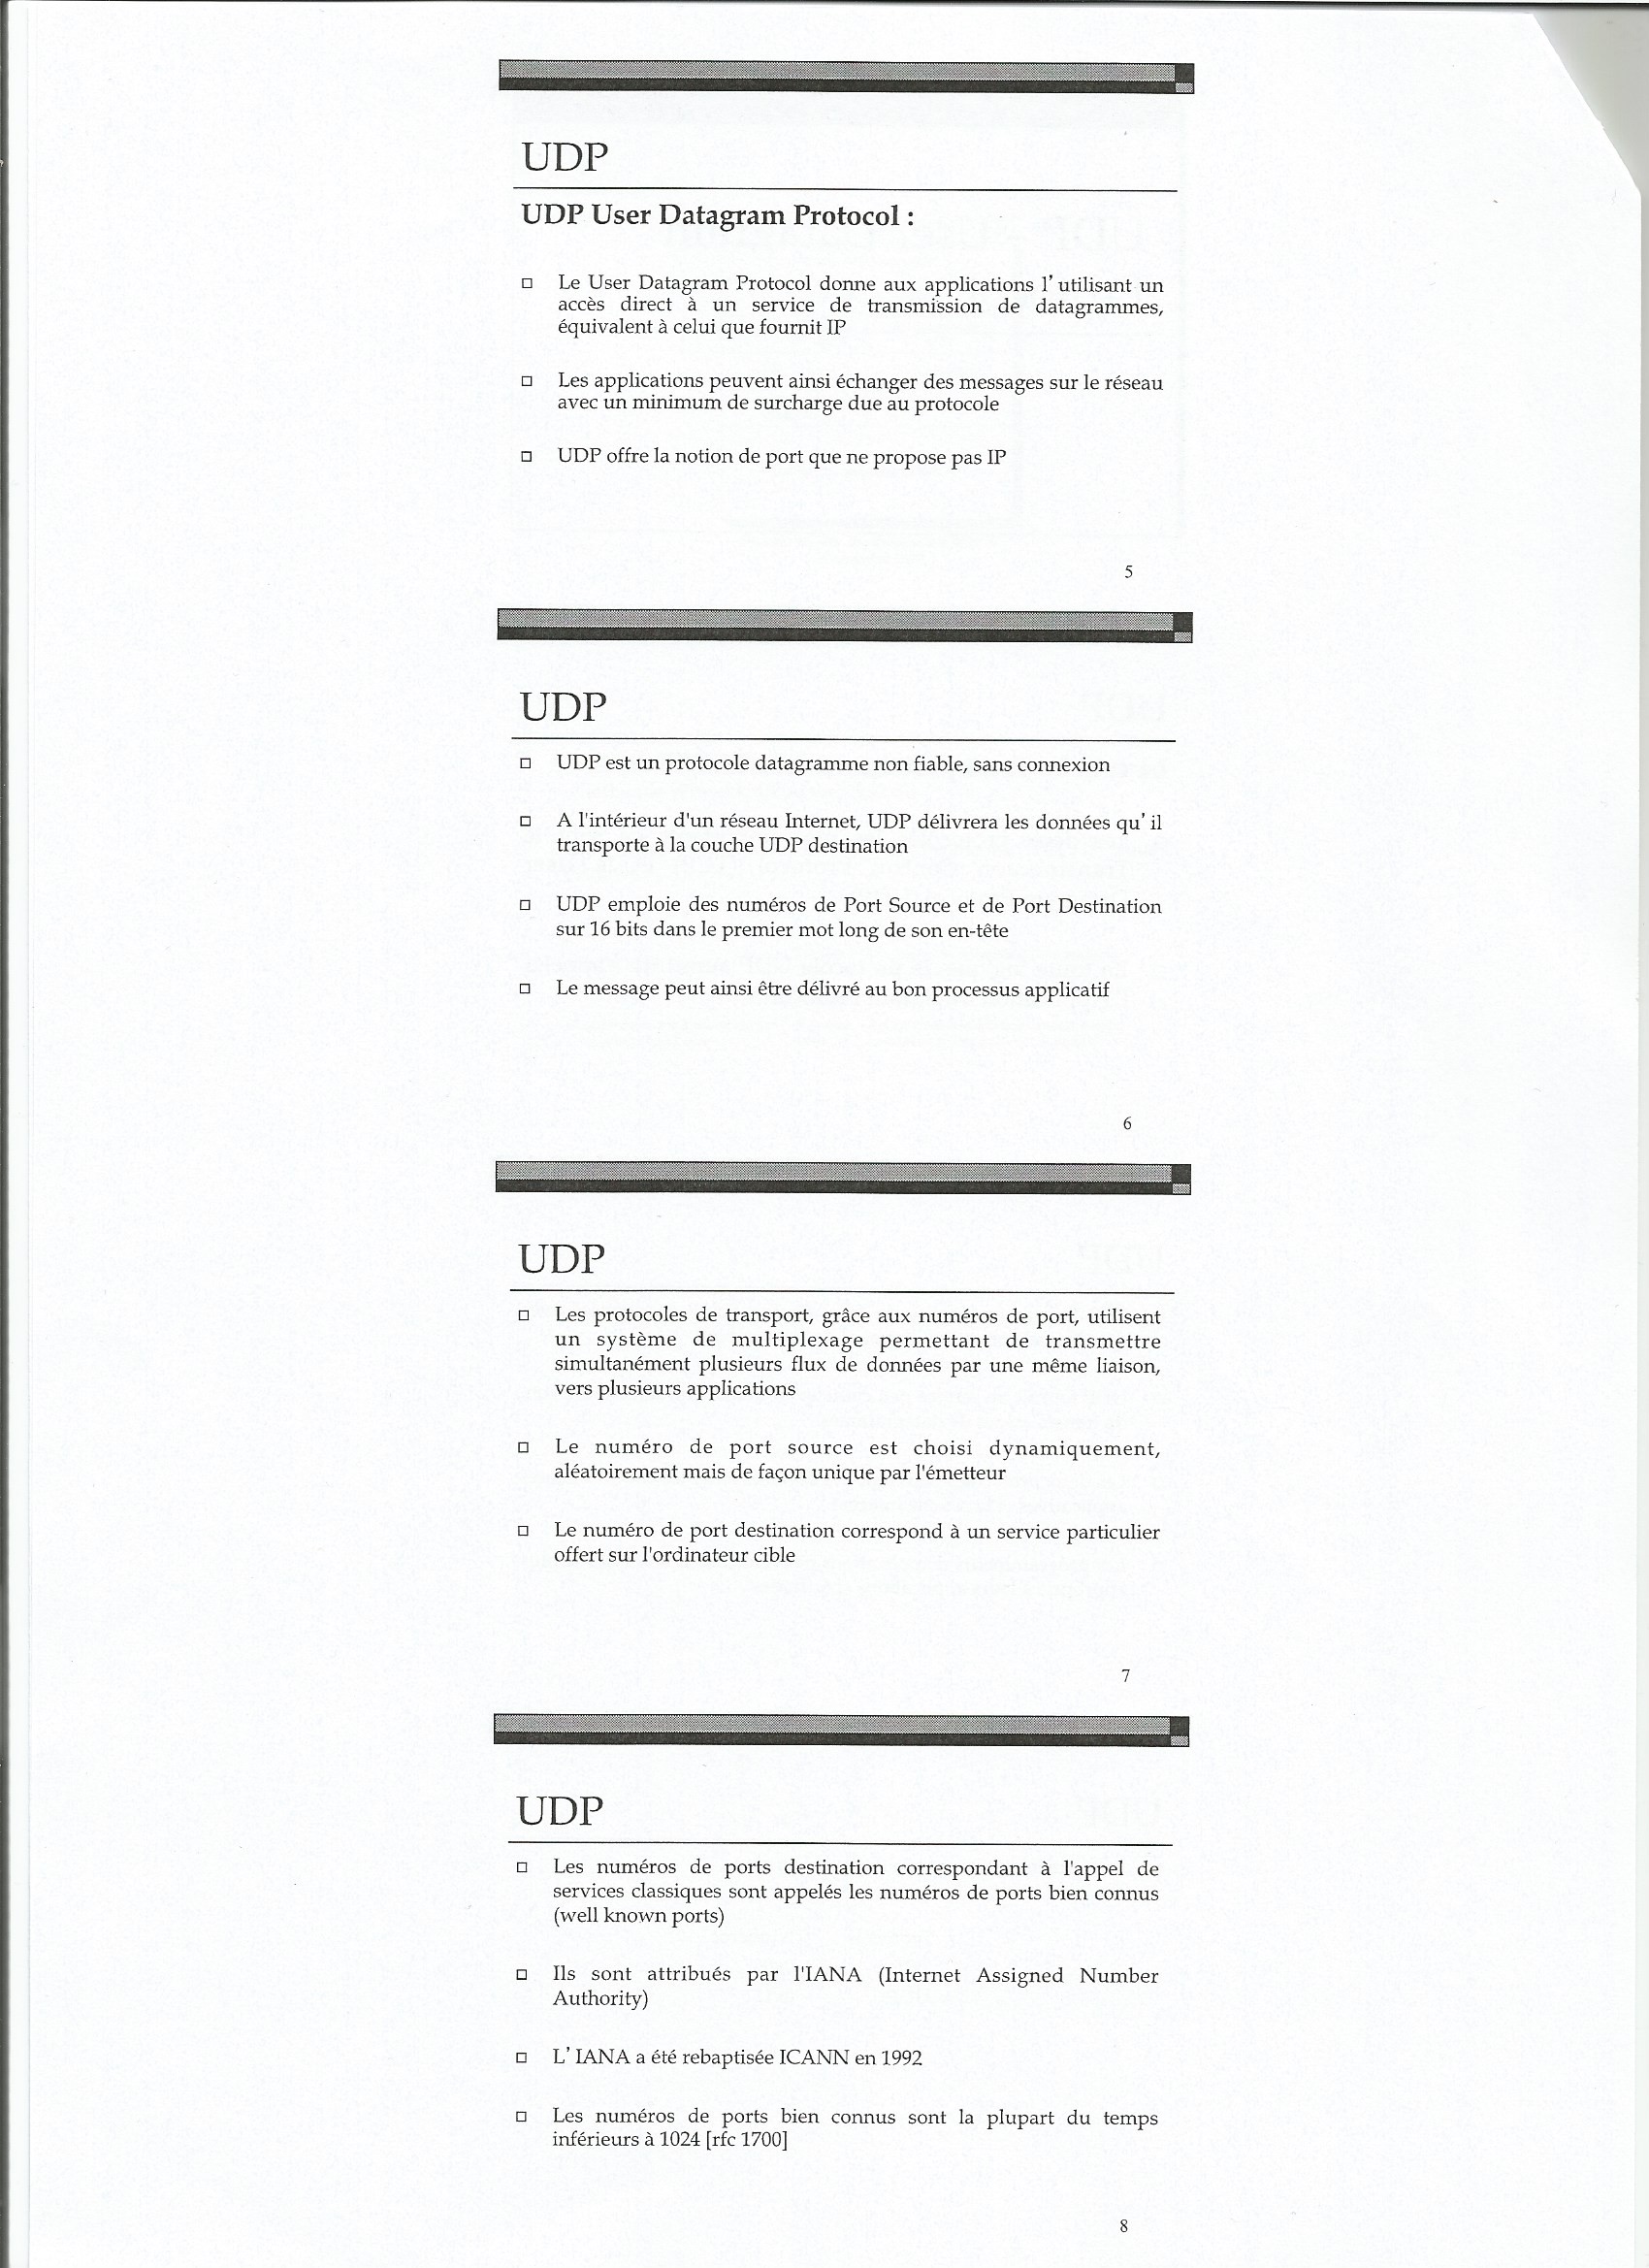 UDP
UDP User Datagram Protocol :
Le User Datagram Protocol donne aux applications l’ utilisant un
accès direct à un service de transmission de datagrammes,
équivalent à celui que fournit IP
Les applications peuvent ainsi échanger des messages sur le réseau
avec un minimum de surcharge due au protocole
UDP offre la notion de port que ne propose pas IP
5
UDP
UDP est un protocole datagramme non fiable, sans connexion
A l'intérieur d'un réseau Internet, UDP délivrera les données qu’ il
transporte à la couche UDP destination
UDP emploie des numéros de Port Source et de Port Destination
sur 16 bits dans le premier mot long de son en-tête
Le message peut ainsi être délivré au bon processus applicatif
6
UDP
Les protocoles de transport, grâce aux numéros de port, utilisent
un système de multiplexage permettant de transmettre
simultanément plusieurs flux de données par une même liaison,
vers plusieurs applications
Le numéro de port source est choisi dynamiquement,
aléatoirement mais de façon unique par l'émetteur
Le numéro de port destination correspond à un service particulier
offert sur l'ordinateur cible
7
UDP
Les numéros de ports destination correspondant à l'appel de
services classiques sont appelés les numéros de ports bien connus
(well known ports)
Ils sont attribués par l'IANA (Internet Assigned Number
Authority)
L’ IANA a été rebaptisée ICANN en 1992
Les numéros de ports bien connus sont la plupart du temps
inférieurs à 1024 [rfc 1700]
8